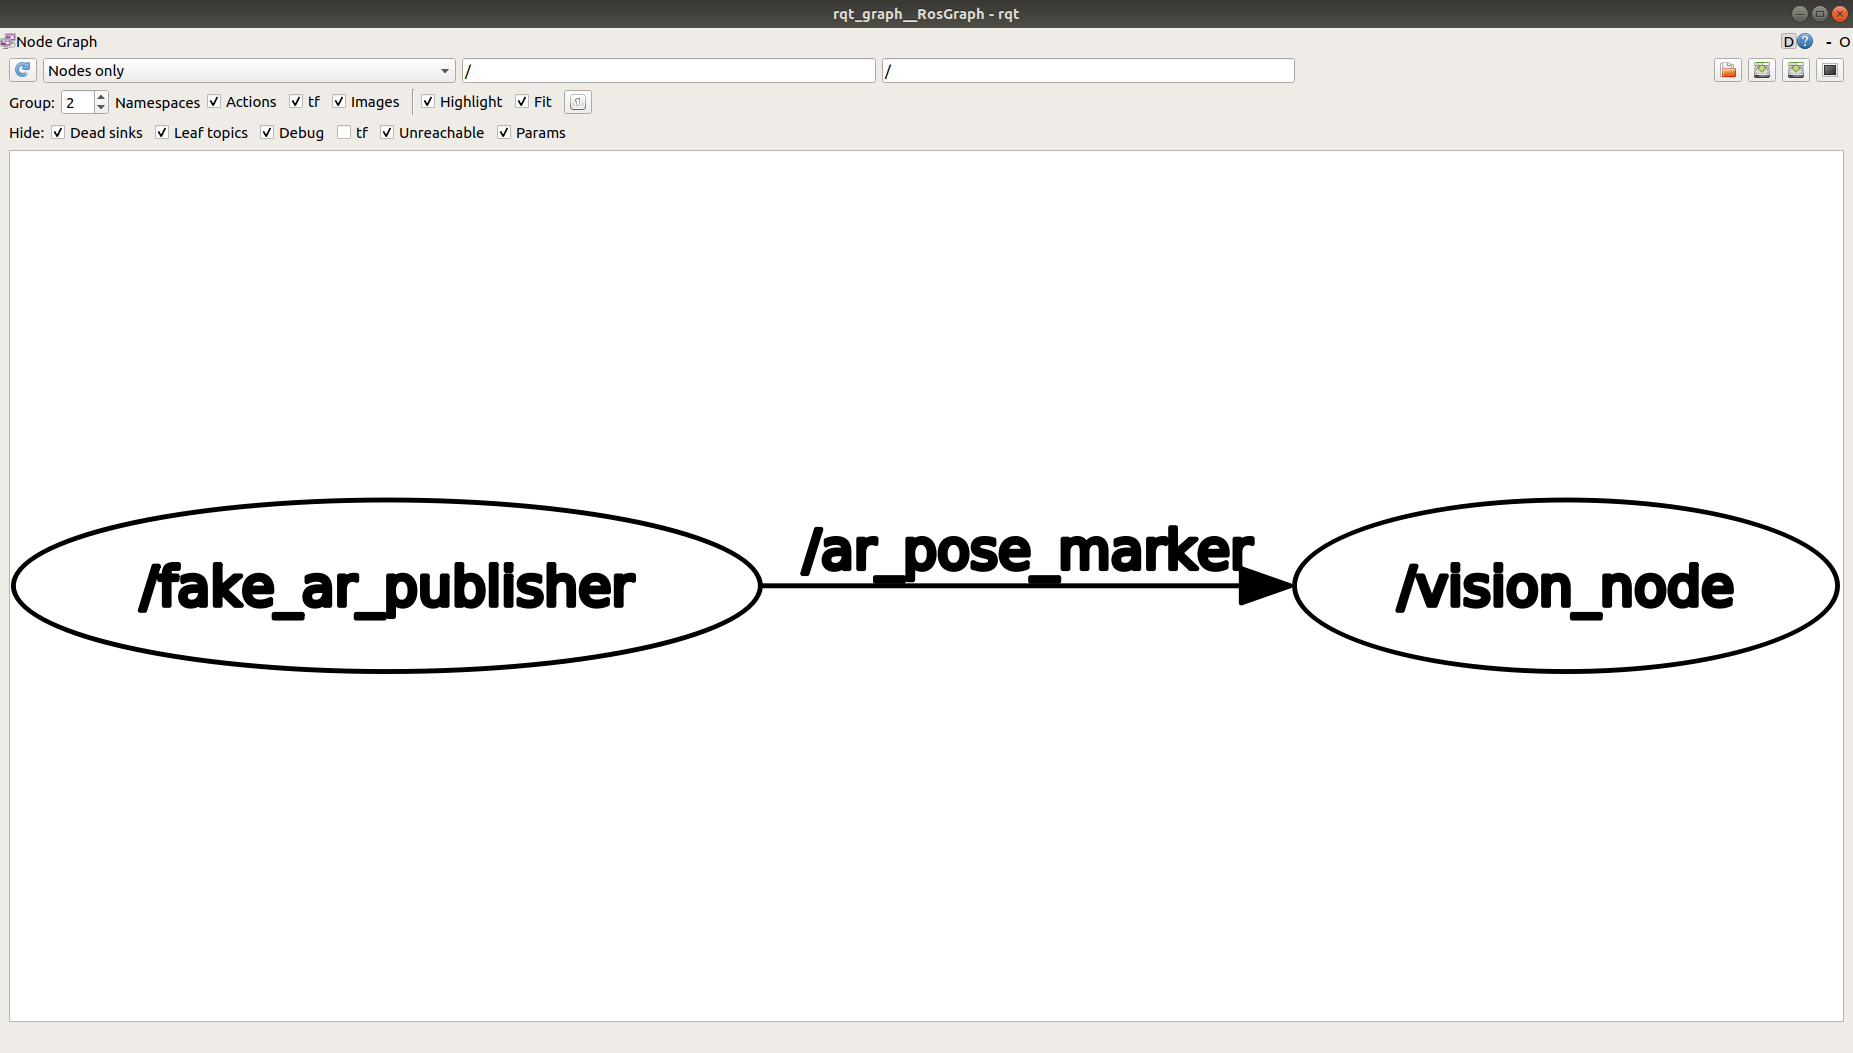 rqt_graph__RosGraph - rqt
Node Graph D ? - O
Nodes only / /
Group: 2 Namespaces Actions tf Images Highlight Fit
Hide: Dead sinks Leaf topics Debug tf Unreachable Params
/ar_pose_marker
/fake_ar_publisher /vision_node